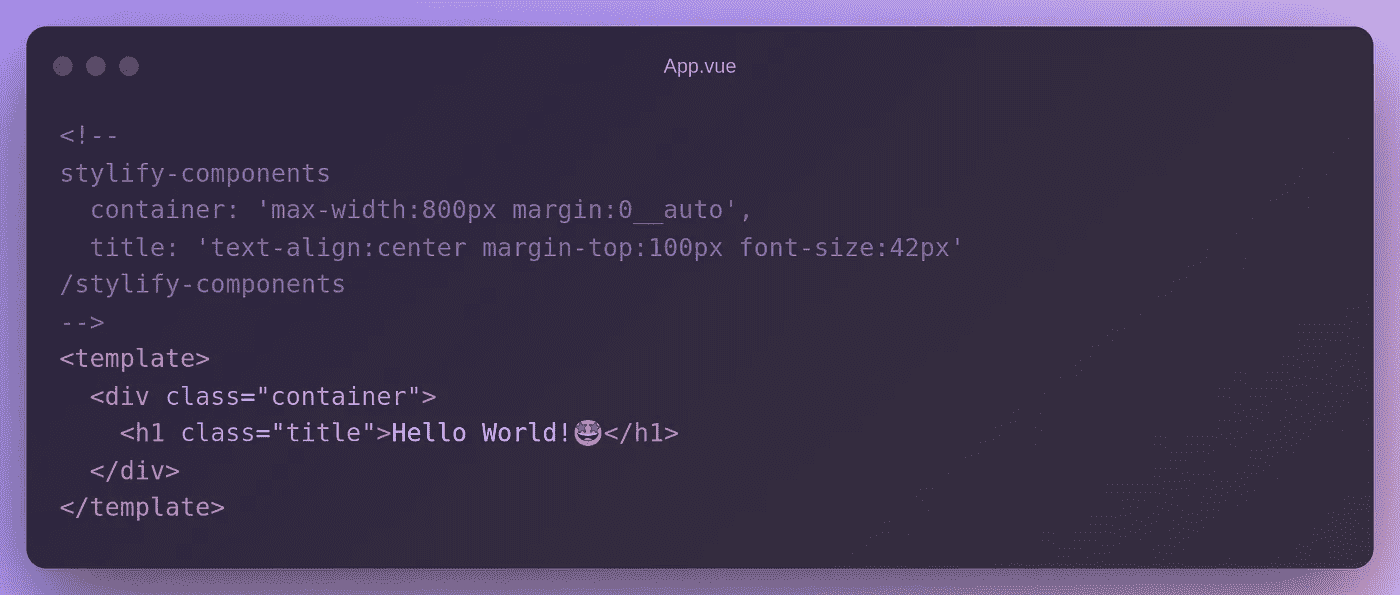 App.vue
<!--
stylify-components
  container: 'max-width:800px margin:0__auto',
  title: 'text-align:center margin-top:100px font-size:42px'
/stylify-components
-->
<template>
  <div class="container">
    <h1 class="title">Hello World!🤩</h1>
  </div>
</template>